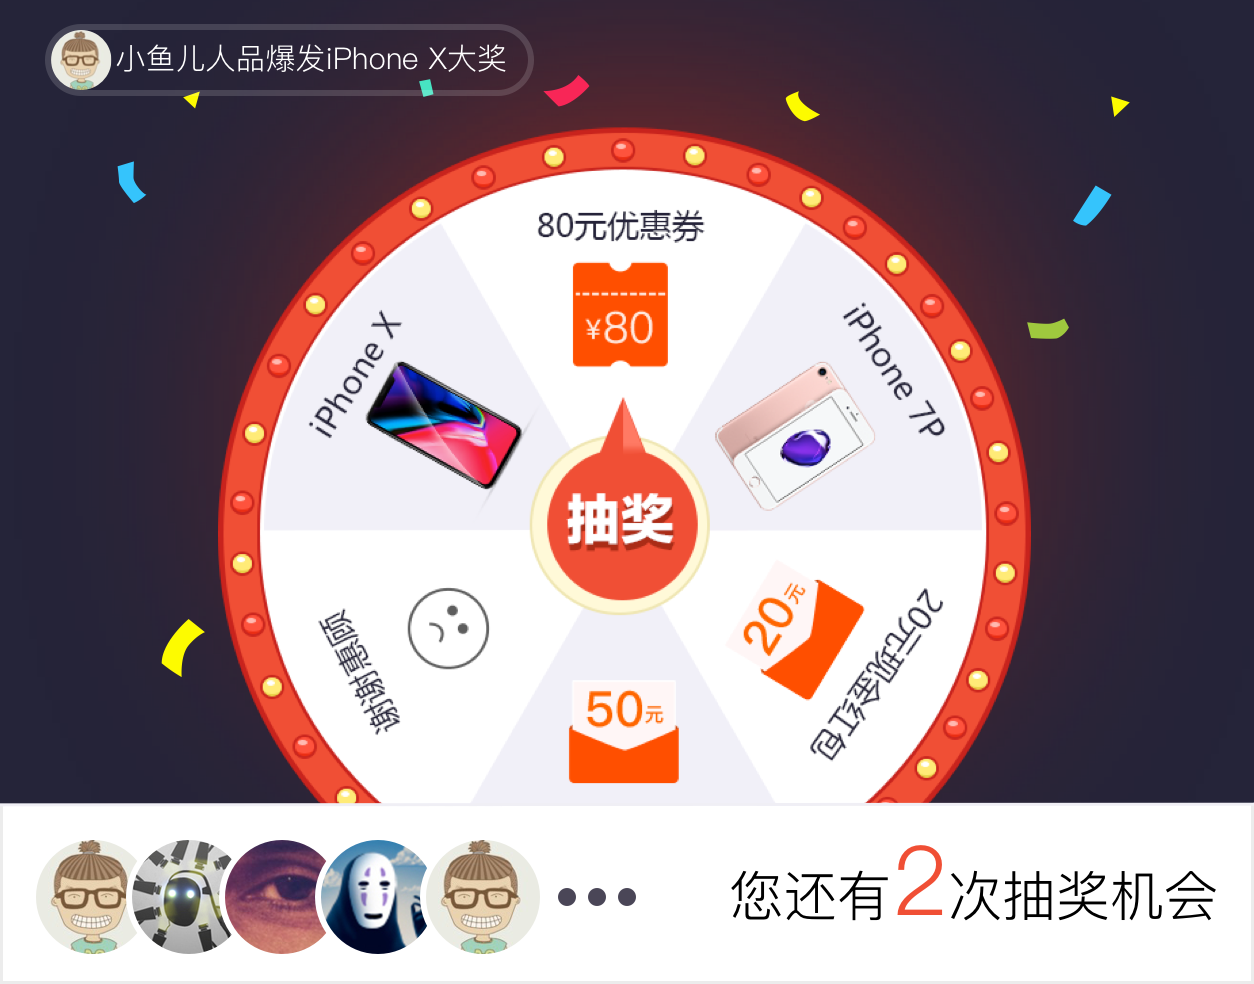 小鱼儿人品爆发iPhone X大奖
80元优惠券
¥80
iPhone X
iPhone 7P
抽奖
谢谢惠顾
20元
20元现金红包
50元
您还有2次抽奖机会